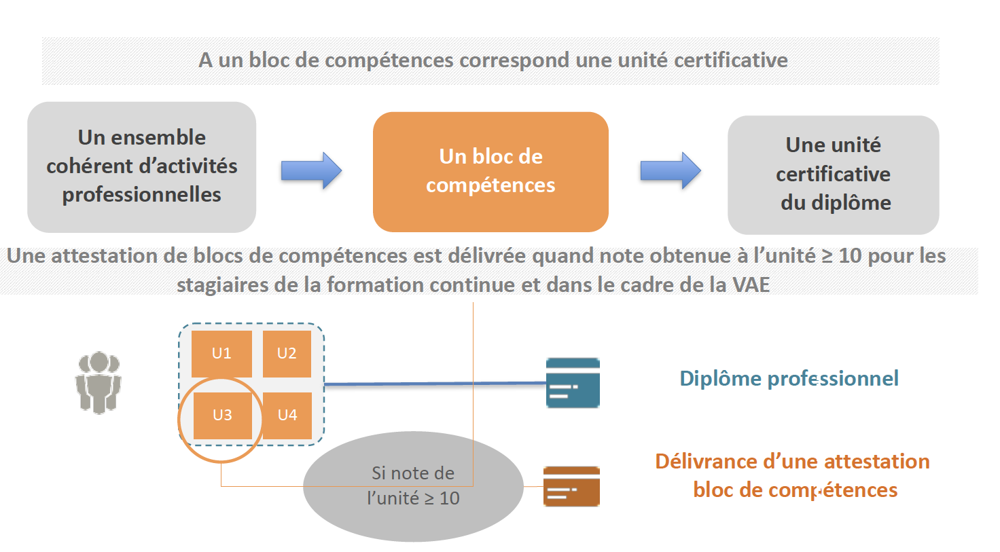 A un bloc de compétences correspond une unité certificative
Un ensemble
cohérent d’activités
professionnelles
Un bloc de
compétences
Une unité
certificative
du diplôme
Une attestation de blocs de compétences est délivrée quand note obtenue à l’unité ≥ 10 pour les
stagiaires de la formation continue et dans le cadre de la VAE
U1
U2
U3
U4
Diplôme professionnel
Si note de
l’unité ≥ 10
Délivrance d’une attestation
bloc de compétences